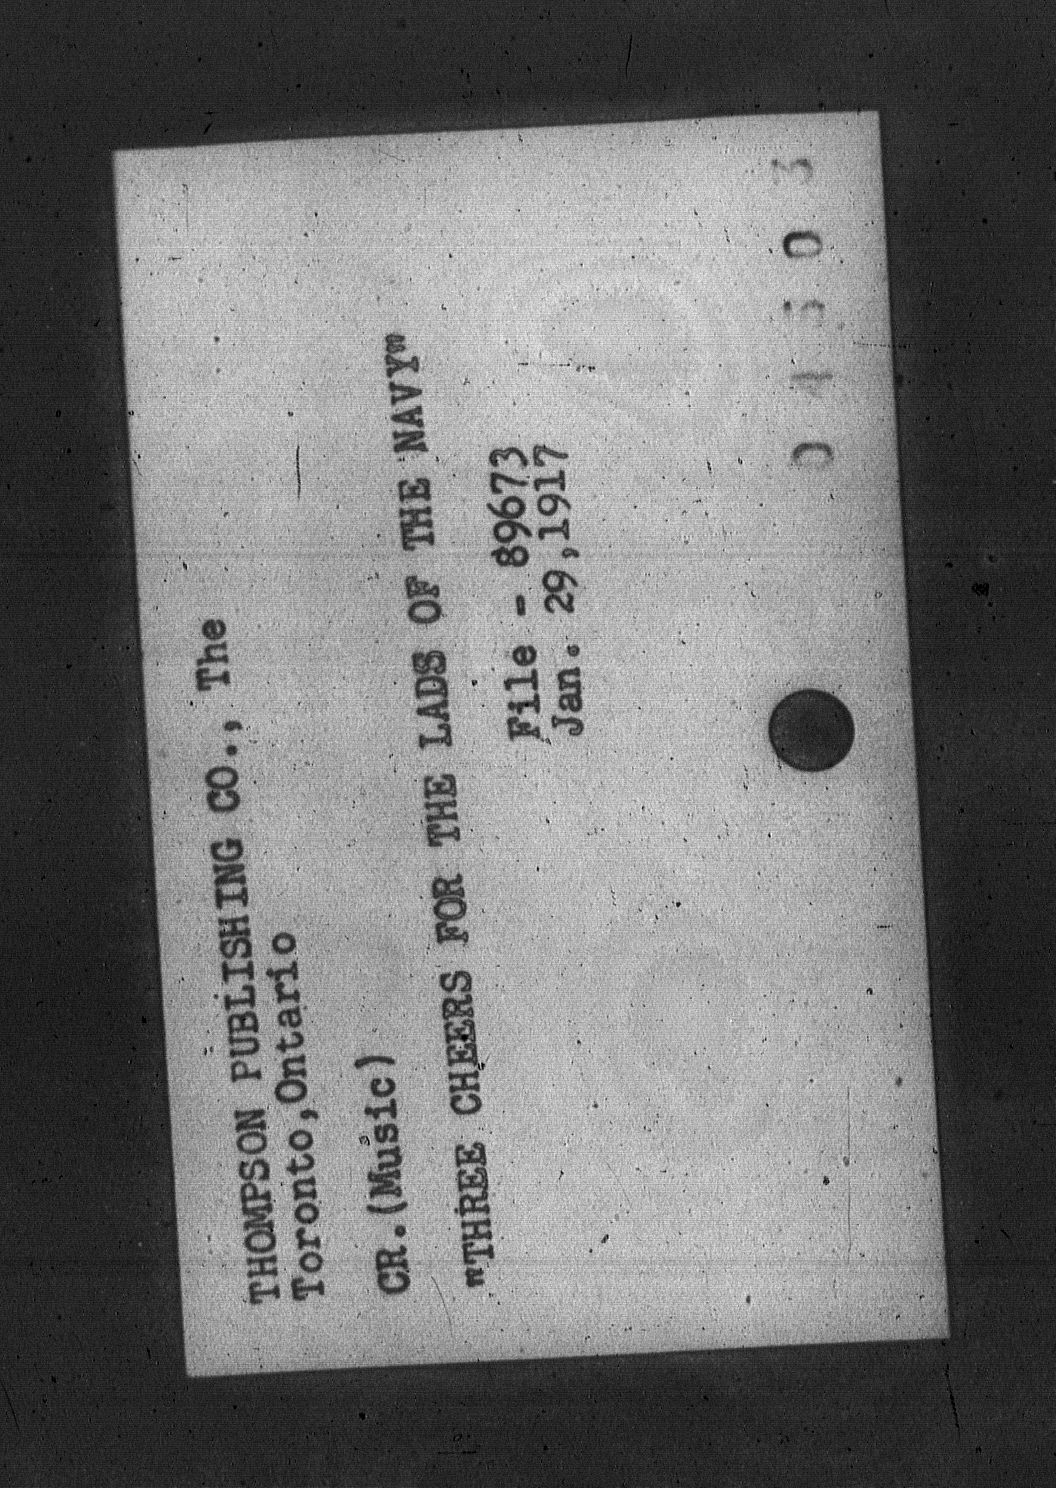 THOMPSON PUBLISHING CO., The
Toronto,Ontario
CR.(Music)
"THREE CHEERS FOR THE LADS OF THE NAVY"
File - 89673
Jan. 29,1917
04503